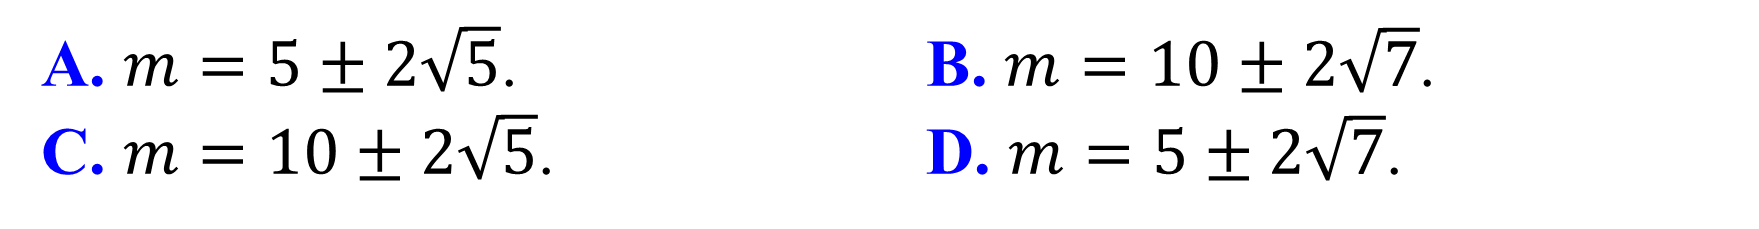 A. m = 5 ± 2√5. B. m = 10 ± 2√7.
C. m = 10 ± 2√5. D. m = 5 ± 2√7.